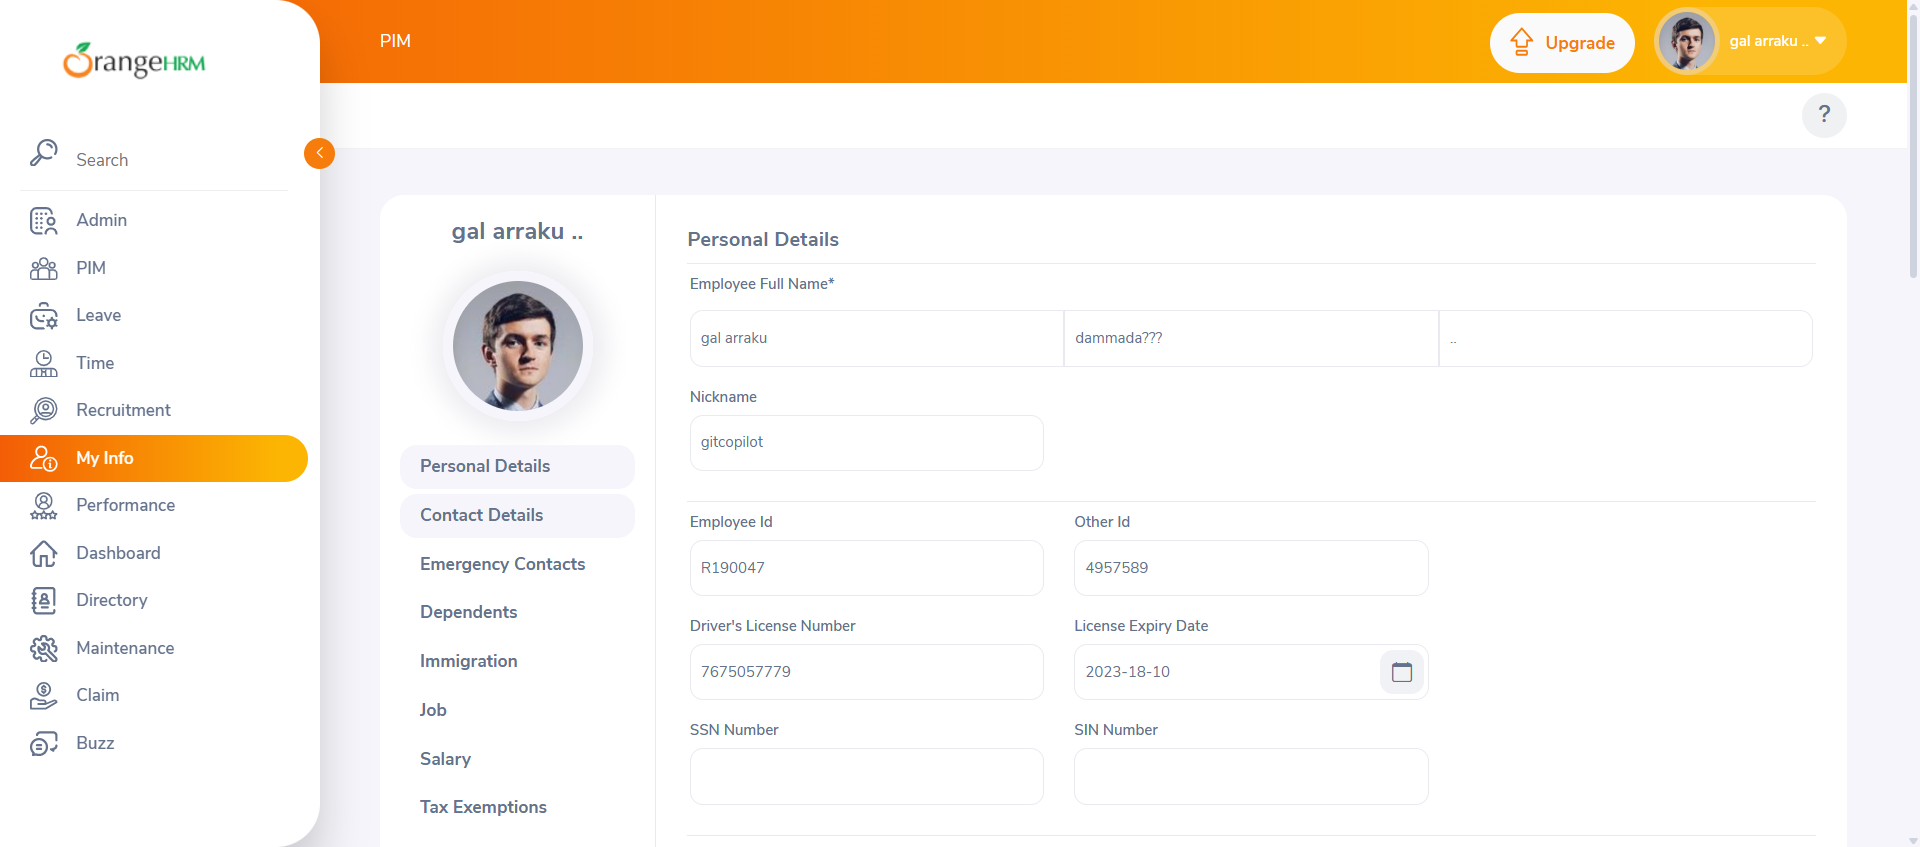 OrangeHRM
PIM
Upgrade
gal arraku ..
?
Search
Admin
PIM
Leave
Time
Recruitment
My Info
Performance
Dashboard
Directory
Maintenance
Claim
Buzz
gal arraku ..
Personal Details
Contact Details
Emergency Contacts
Dependents
Immigration
Job
Salary
Tax Exemptions
Personal Details
Employee Full Name*
gal arraku dammada??? ..
Nickname
gitcopilot
Employee Id Other Id
R190047 4957589
Driver's License Number License Expiry Date
7675057779 2023-18-10
SSN Number SIN Number